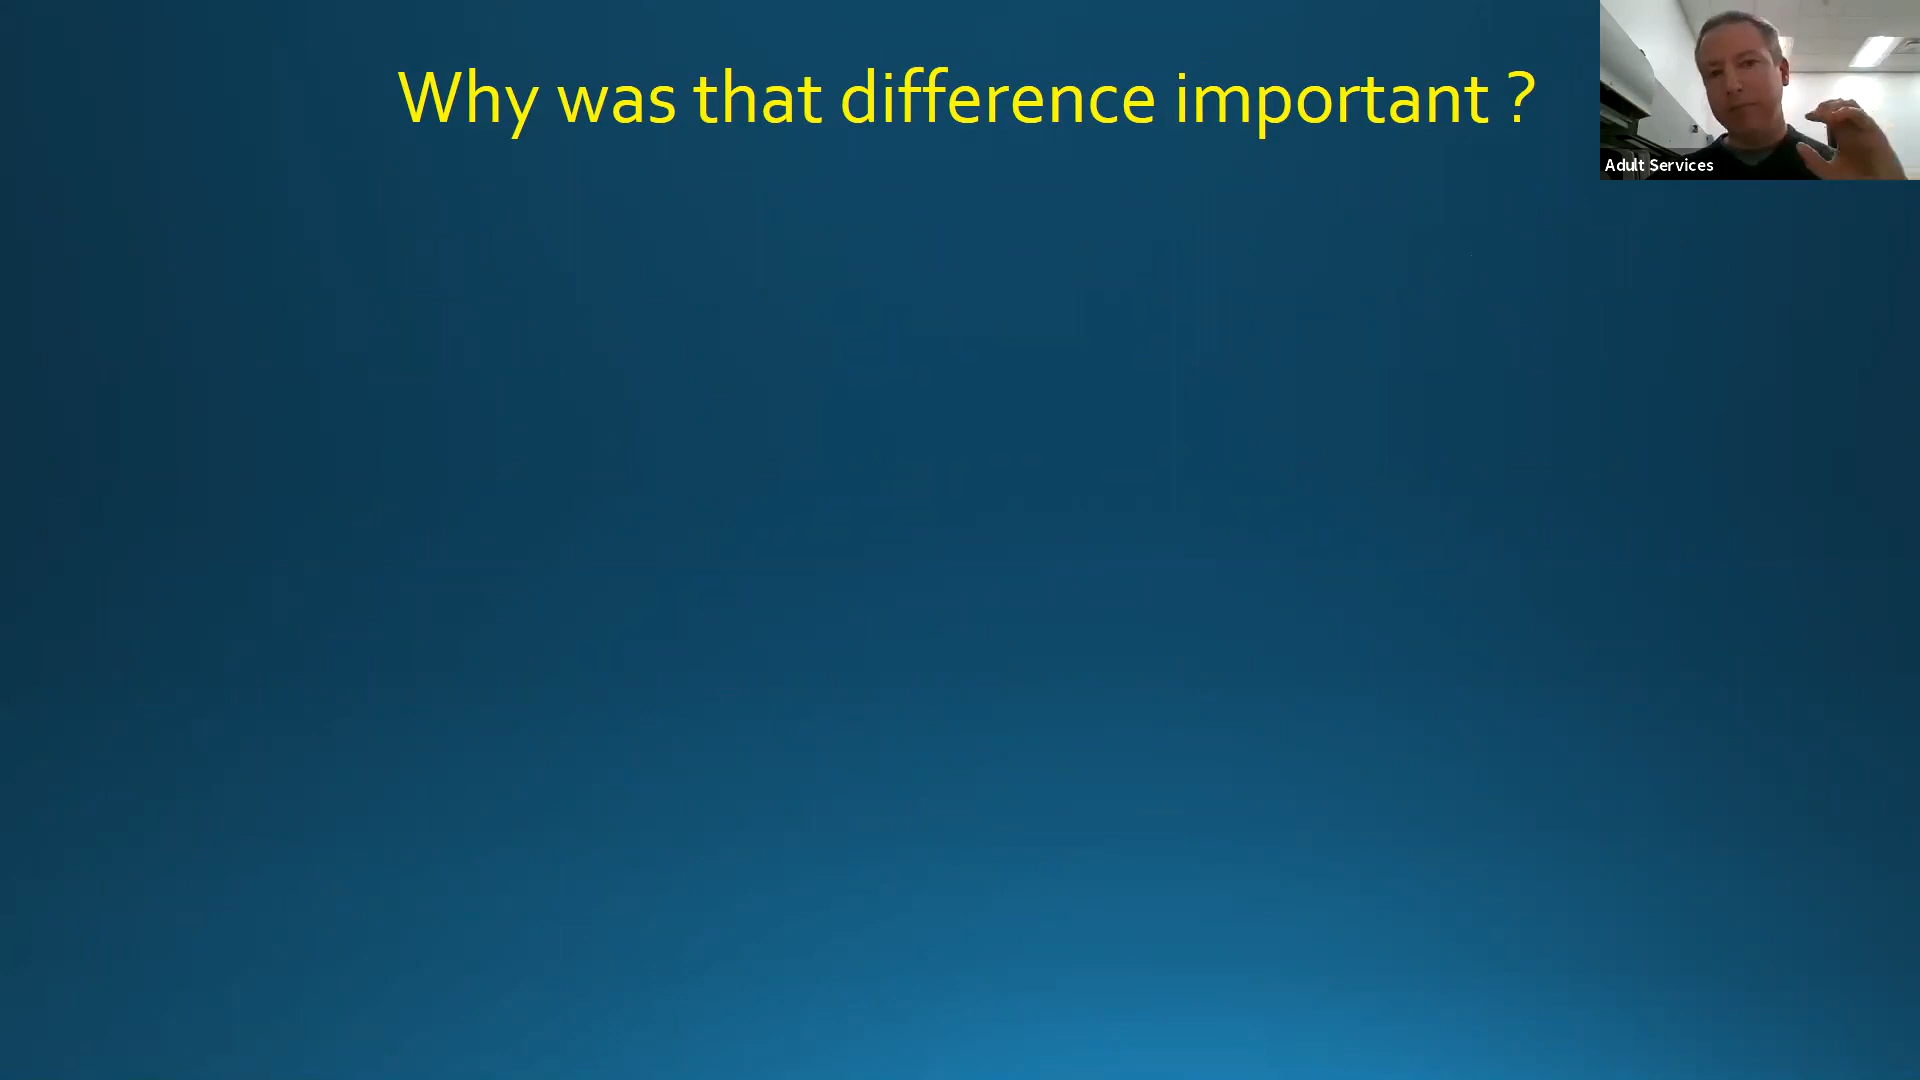 Why was that difference important ?
Adult Services